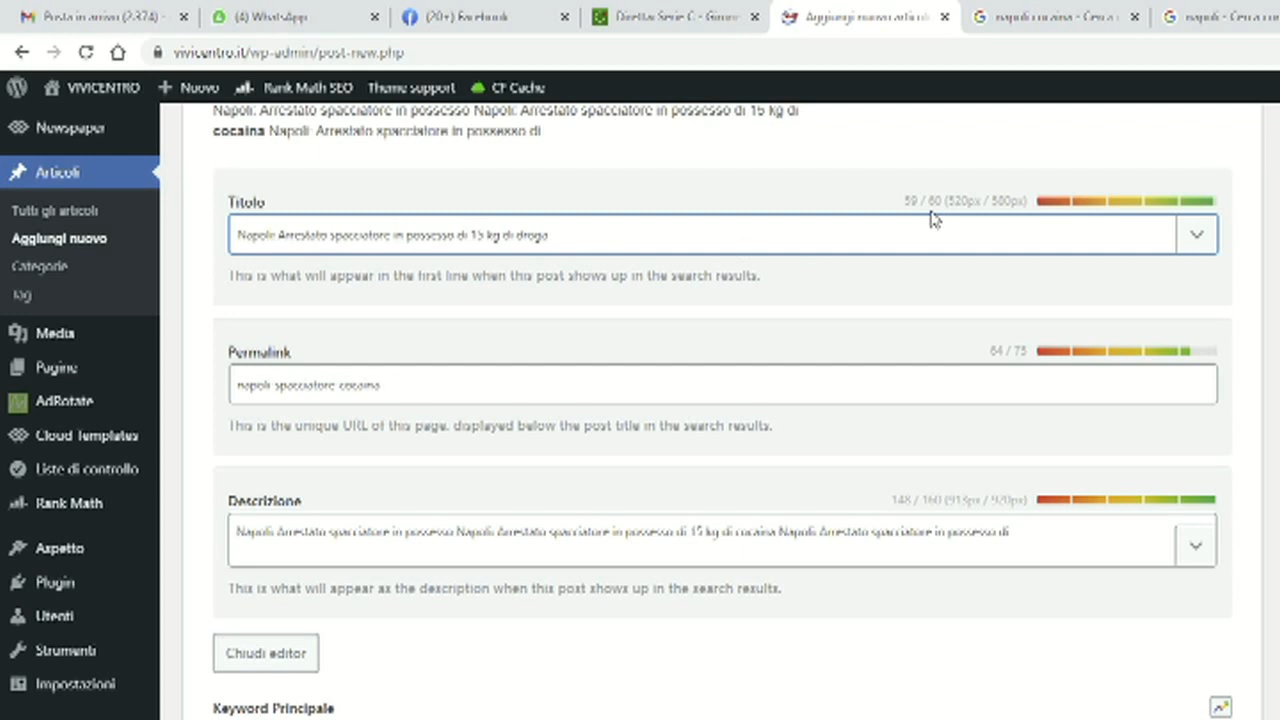 Posta in arrivo (2.374) -
(4) WhatsApp
(20+) Facebook
Diretta Serie C - Girone
Aggiungi nuovo articolo
napoli cocaina - Cerca
napoli - Cerca con
vivicentro.it/wp-admin/post-new.php
VIVICENTRO
Nuovo
Rank Math SEO
Theme support
CF Cache
Newspaper
Articoli
Tutti gli articoli
Aggiungi nuovo
Categorie
Tag
Media
Pagine
AdRotate
Cloud Templates
Liste di controllo
Rank Math
Aspetto
Plugin
Utenti
Strumenti
Impostazioni
Napoli: Arrestato spacciatore in possesso Napoli: Arrestato spacciatore in possesso di 15 kg di
cocaina Napoli: Arrestato spacciatore in possesso di
Titolo
59 / 60 (520px / 580px)
Napoli: Arrestato spacciatore in possesso di 15 kg di droga
This is what will appear in the first line when this post shows up in the search results.
Permalink
64 / 75
napoli spacciatore cocaina
This is the unique URL of this page, displayed below the post title in the search results.
Descrizione
148 / 160 (913px / 920px)
Napoli: Arrestato spacciatore in possesso Napoli: Arrestato spacciatore in possesso di 15 kg di cocaina Napoli: Arrestato spacciatore in possesso di
This is what will appear as the description when this post shows up in the search results.
Chiudi editor
Keyword Principale